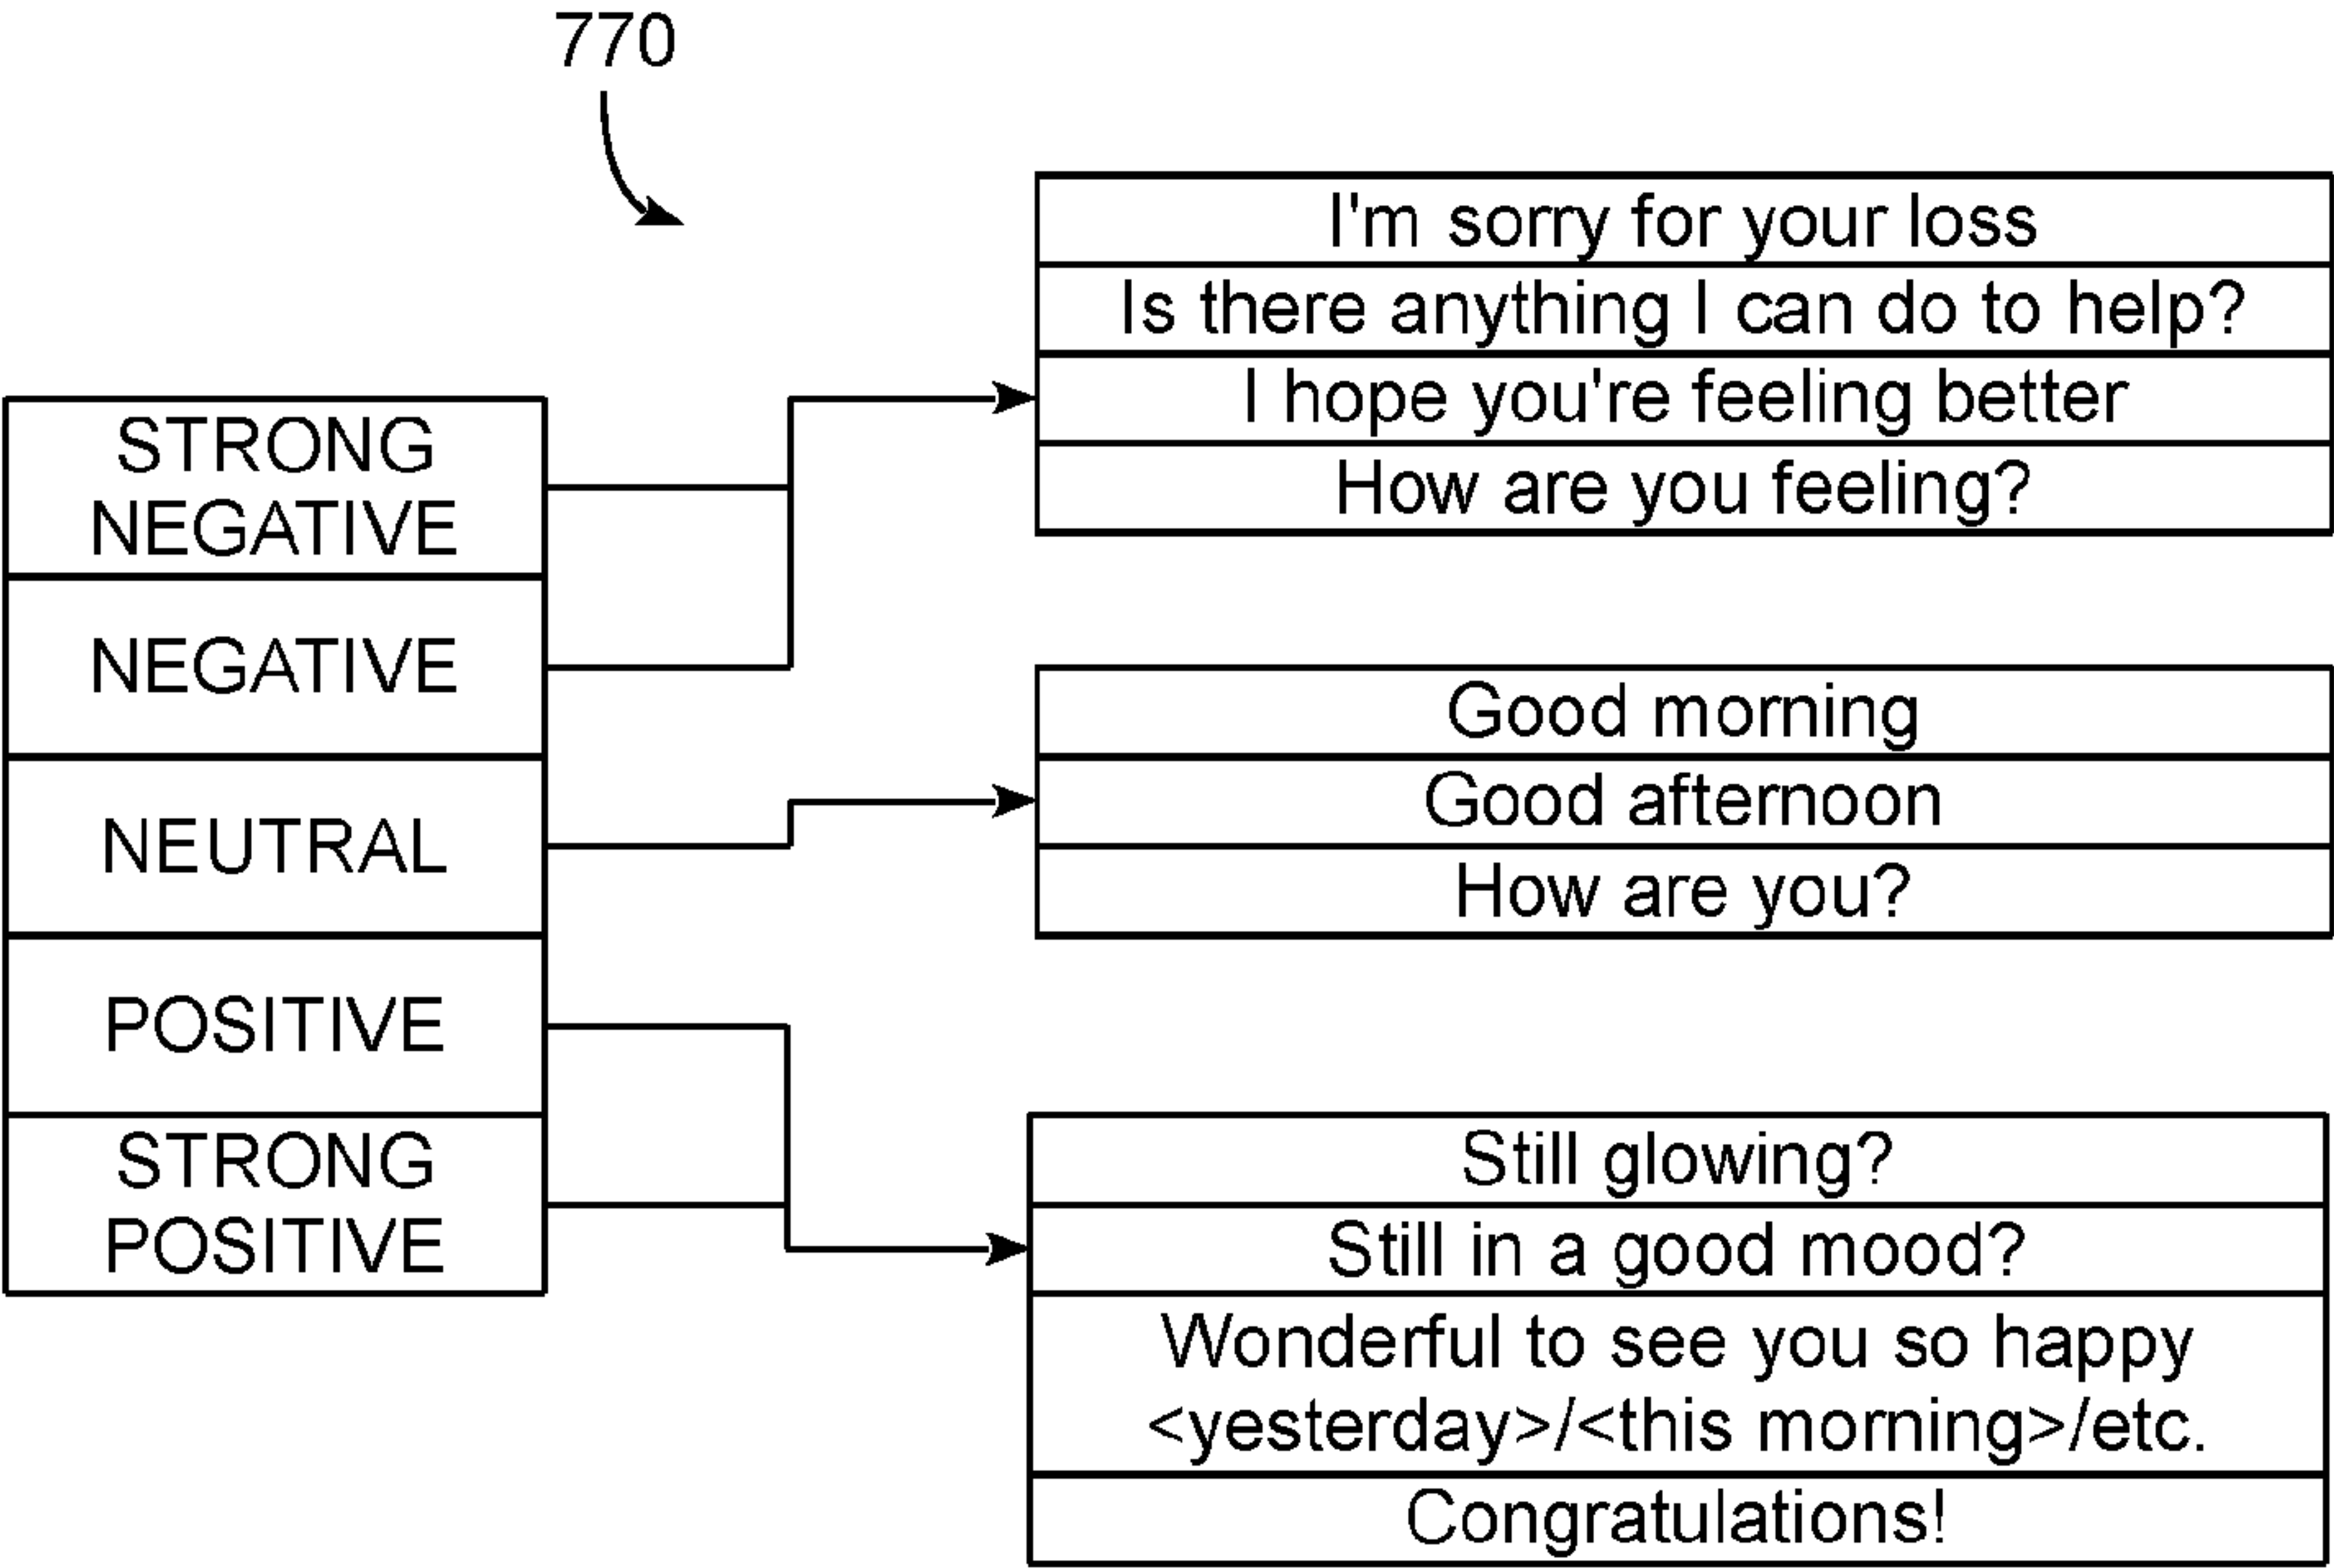 770
STRONG
NEGATIVE
NEGATIVE
NEUTRAL
POSITIVE
STRONG
POSITIVE
I'm sorry for your loss
Is there anything I can do to help?
I hope you're feeling better
How are you feeling?
Good morning
Good afternoon
How are you?
Still glowing?
Still in a good mood?
Wonderful to see you so happy
<yesterday>/<this morning>/etc.
Congratulations!